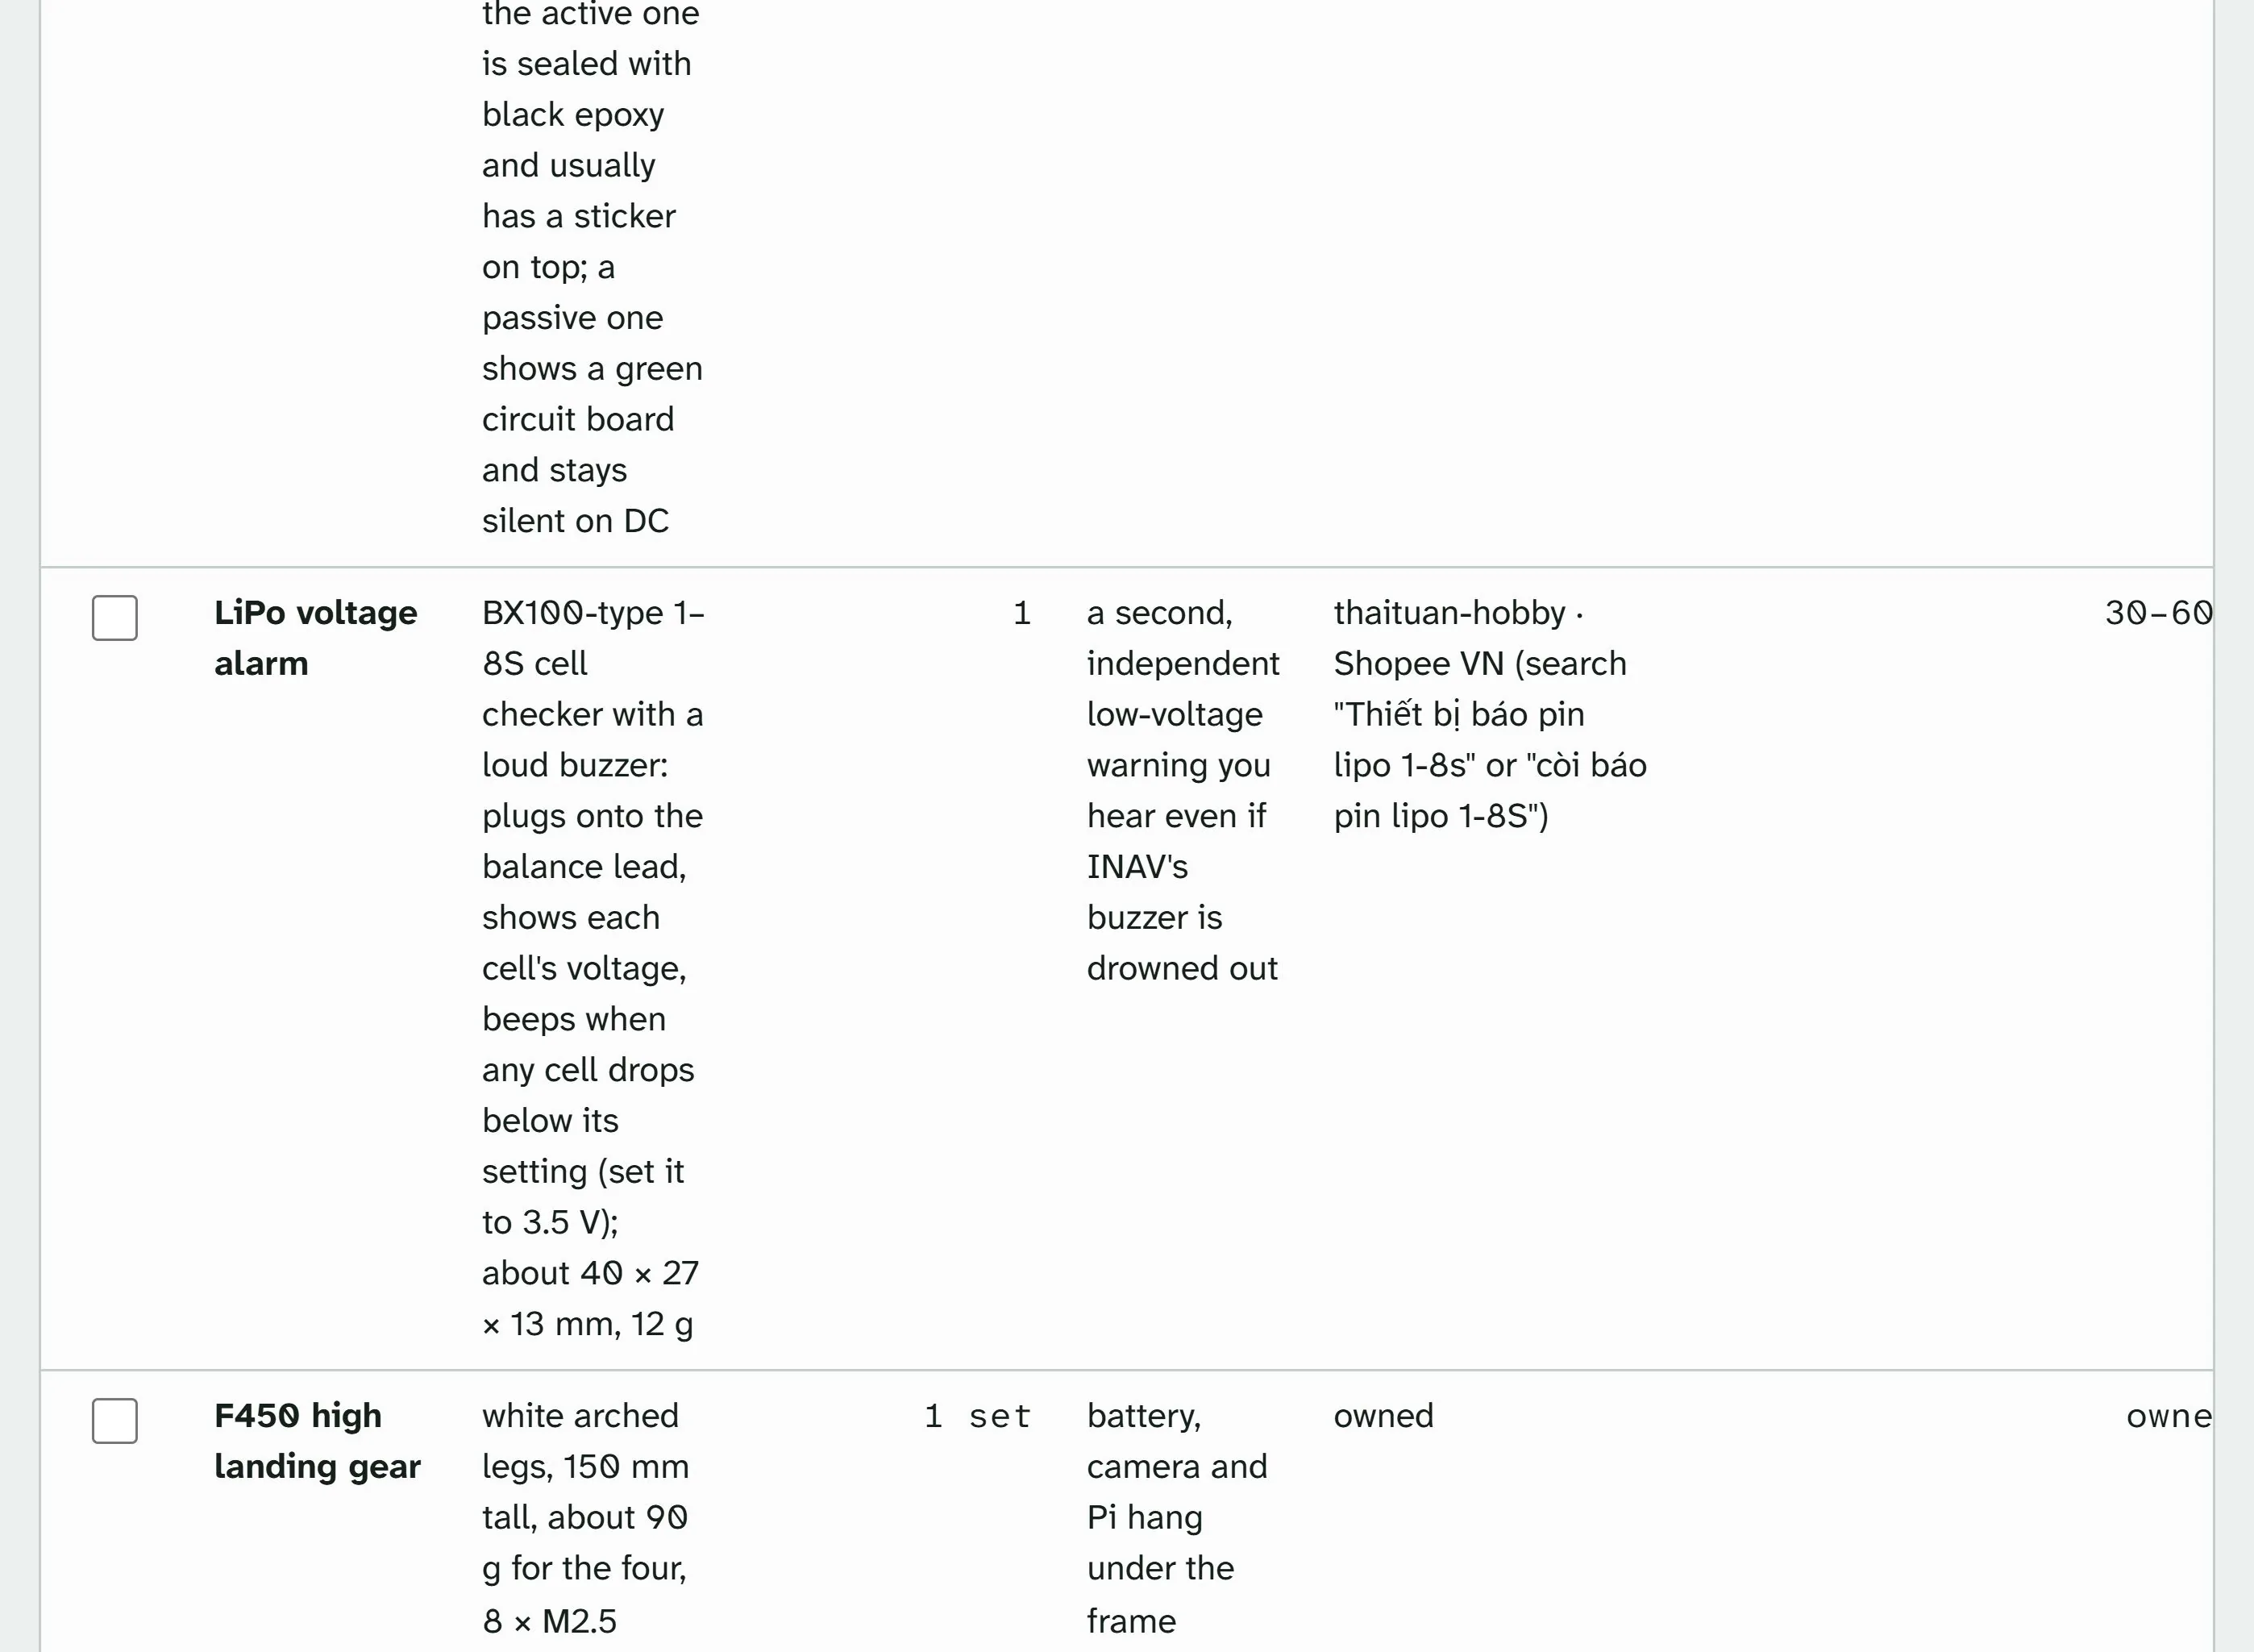 the active one
is sealed with
black epoxy
and usually
has a sticker
on top; a
passive one
shows a green
circuit board
and stays
silent on DC
LiPo voltage
alarm
BX100-type 1–
8S cell
checker with a
loud buzzer:
plugs onto the
balance lead,
shows each
cell's voltage,
beeps when
any cell drops
below its
setting (set it
to 3.5 V);
about 40 × 27
× 13 mm, 12 g
1
a second,
independent
low-voltage
warning you
hear even if
INAV's
buzzer is
drowned out
thaituan-hobby ·
Shopee VN (search
"Thiết bị báo pin
lipo 1-8s" or "còi báo
pin lipo 1-8S")
30–60
F450 high
landing gear
white arched
legs, 150 mm
tall, about 90
g for the four,
8 × M2.5
1 set
battery,
camera and
Pi hang
under the
frame
owned
owne